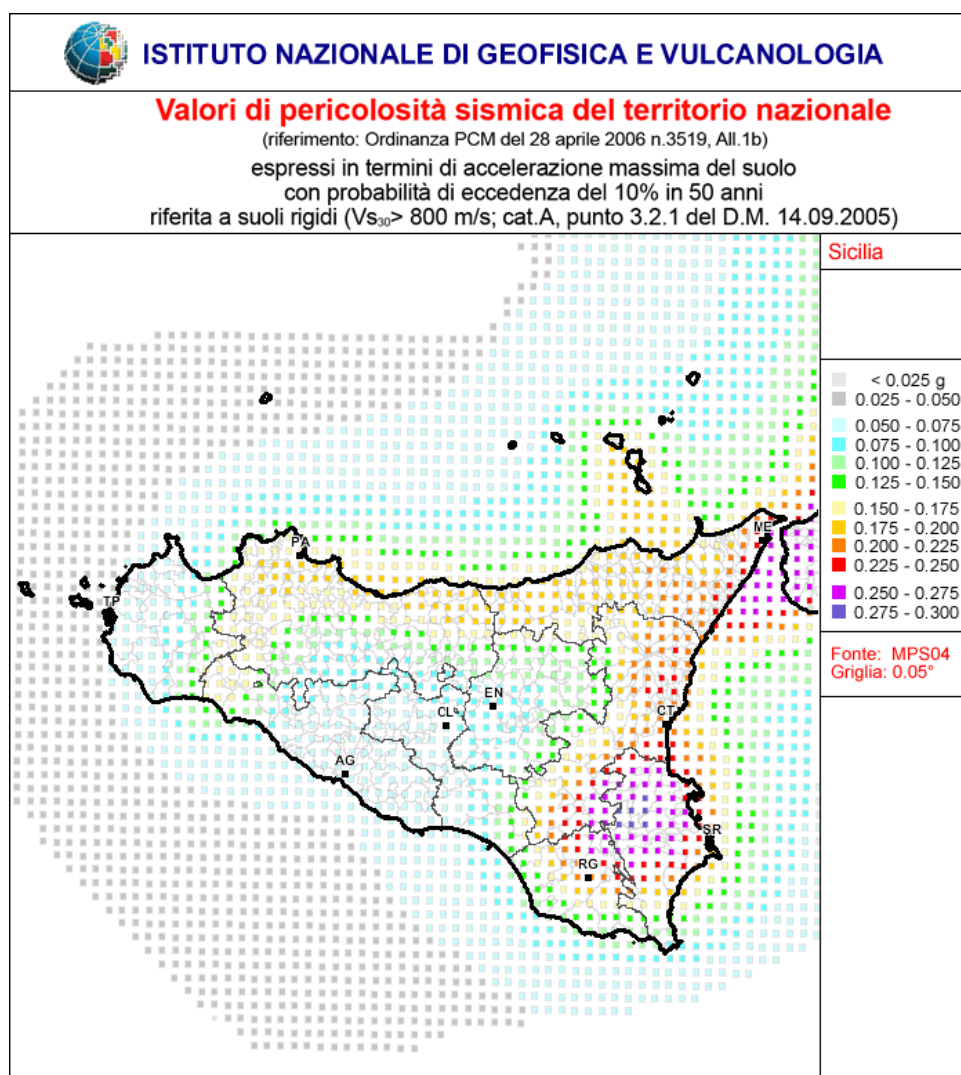 ISTITUTO NAZIONALE DI GEOFISICA E VULCANOLOGIA
Valori di pericolosità sismica del territorio nazionale
(riferimento: Ordinanza PCM del 28 aprile 2006 n.3519, All.1b)
espressi in termini di accelerazione massima del suolo
con probabilità di eccedenza del 10% in 50 anni
riferita a suoli rigidi (Vs₃₀> 800 m/s; cat.A, punto 3.2.1 del D.M. 14.09.2005)
Sicilia
< 0.025 g
0.025 - 0.050
0.050 - 0.075
0.075 - 0.100
0.100 - 0.125
0.125 - 0.150
0.150 - 0.175
0.175 - 0.200
0.200 - 0.225
0.225 - 0.250
0.250 - 0.275
0.275 - 0.300
Fonte: MPS04
Griglia: 0.05°
ME
PA
TP
EN
CL
CT
AG
SR
RG